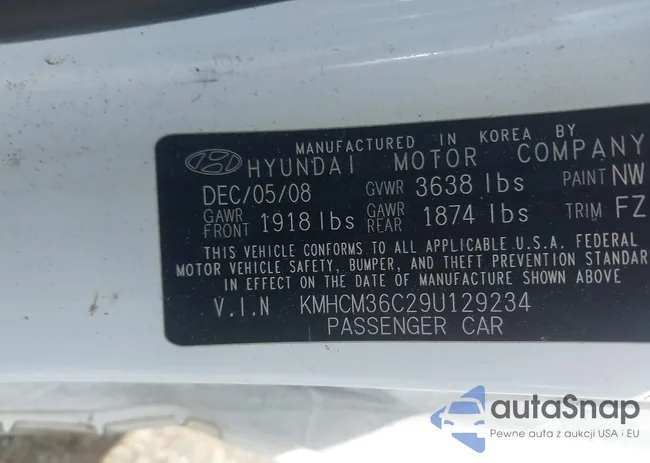 MANUFACTURED IN KOREA BY
HYUNDAI MOTOR COMPANY
DEC/05/08 GVWR 3638 lbs PAINT NW
GAWR FRONT 1918 lbs GAWR REAR 1874 lbs TRIM FZ
THIS VEHICLE CONFORMS TO ALL APPLICABLE U.S.A. FEDERAL
MOTOR VEHICLE SAFETY, BUMPER, AND THEFT PREVENTION STANDAR
IN EFFECT ON THE DATE OF MANUFACTURE SHOWN ABOVE
V.I.N KMHCM36C29U129234
PASSENGER CAR
autaSnap
Pewne auta z aukcji USA i EU